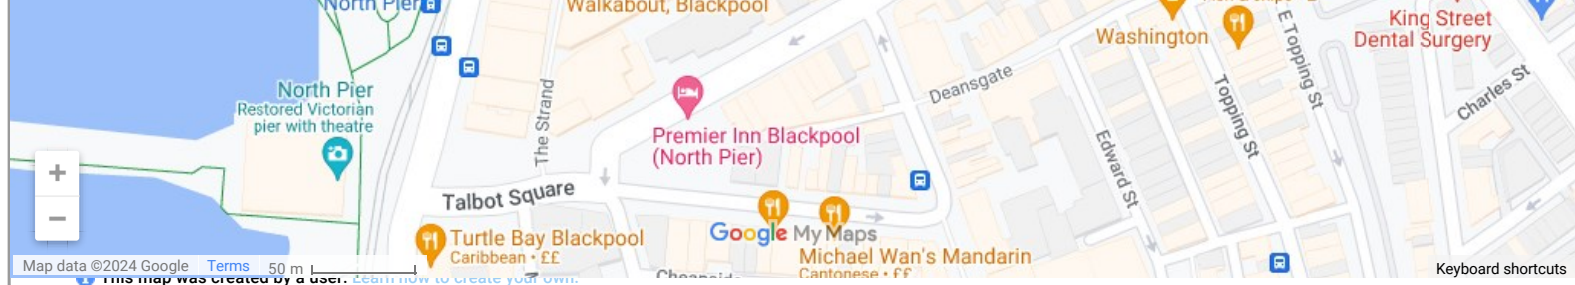 North Pier
Walkabout, Blackpool
Washington
King Street
Dental Surgery
E Topping St
Topping St
Charles St
Deansgate
Edward St
North Pier
Restored Victorian
pier with theatre
The Strand
Premier Inn Blackpool
(North Pier)
Talbot Square
Turtle Bay Blackpool
Caribbean • ££
Google My Maps
Michael Wan's Mandarin
Cantonese • ££
Cheapside
+
−
Map data ©2024 Google
Terms
50 m
Keyboard shortcuts
This map was created by a user. Learn how to create your own.